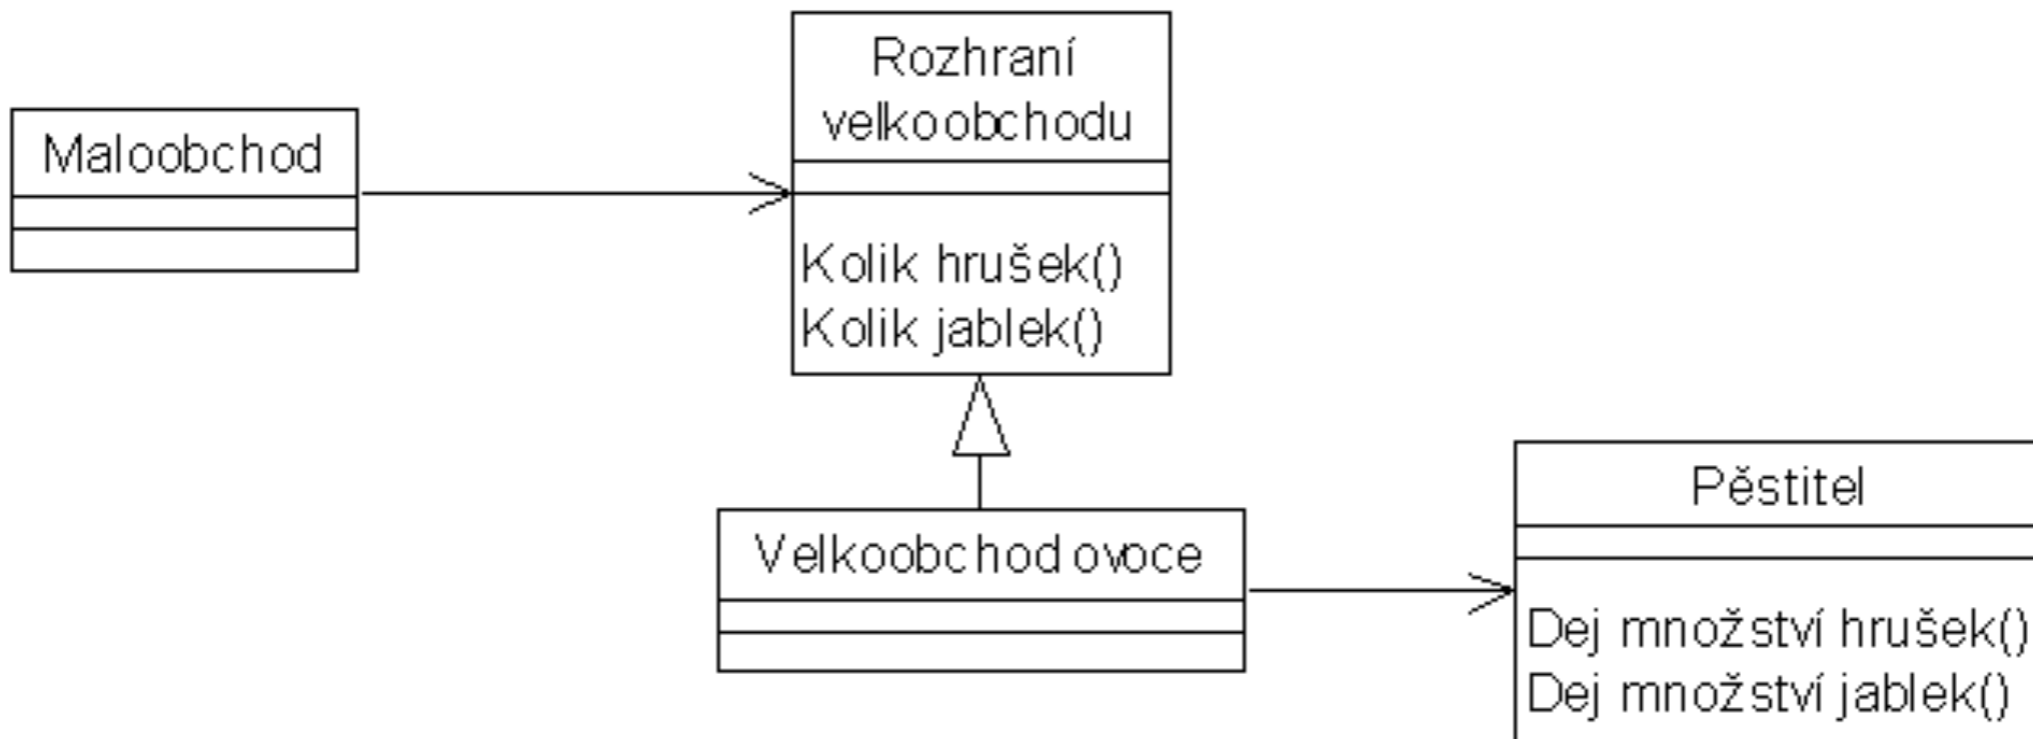 Maloobchod
Rozhraní
velkoobchodu
Kolik hrušek()
Kolik jablek()
Velkoobchod ovoce
Pěstitel
Dej množství hrušek()
Dej množství jablek()